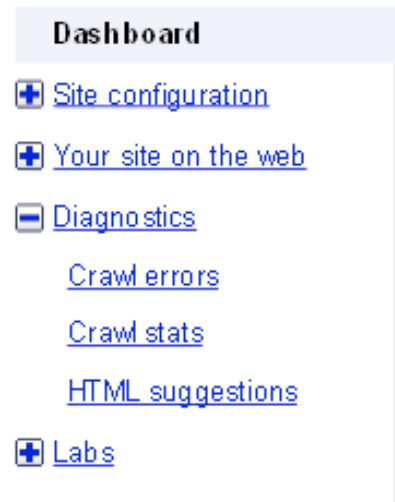 Dashboard
Site configuration
Your site on the web
Diagnostics
Crawl errors
Crawl stats
HTML suggestions
Labs